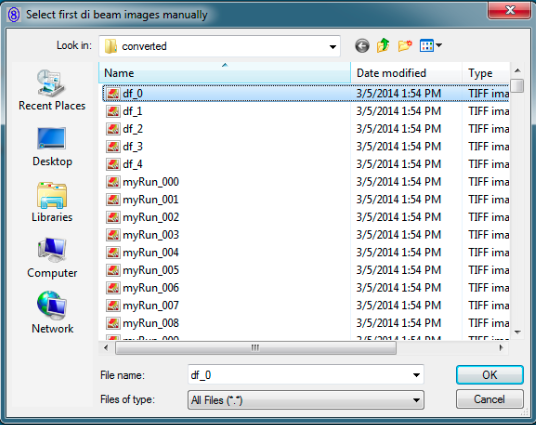 Select first di beam images manually
Look in: converted
Name Date modified Type
df_0 3/5/2014 1:54 PM TIFF ima
df_1 3/5/2014 1:54 PM TIFF ima
df_2 3/5/2014 1:54 PM TIFF ima
df_3 3/5/2014 1:54 PM TIFF ima
df_4 3/5/2014 1:54 PM TIFF ima
myRun_000 3/5/2014 1:54 PM TIFF ima
myRun_001 3/5/2014 1:54 PM TIFF ima
myRun_002 3/5/2014 1:54 PM TIFF ima
myRun_003 3/5/2014 1:54 PM TIFF ima
myRun_004 3/5/2014 1:54 PM TIFF ima
myRun_005 3/5/2014 1:54 PM TIFF ima
myRun_006 3/5/2014 1:54 PM TIFF ima
myRun_007 3/5/2014 1:54 PM TIFF ima
myRun_008 3/5/2014 1:54 PM TIFF ima
Recent Places
Desktop
Libraries
Computer
Network
File name: df_0 OK
Files of type: All Files (*.*) Cancel